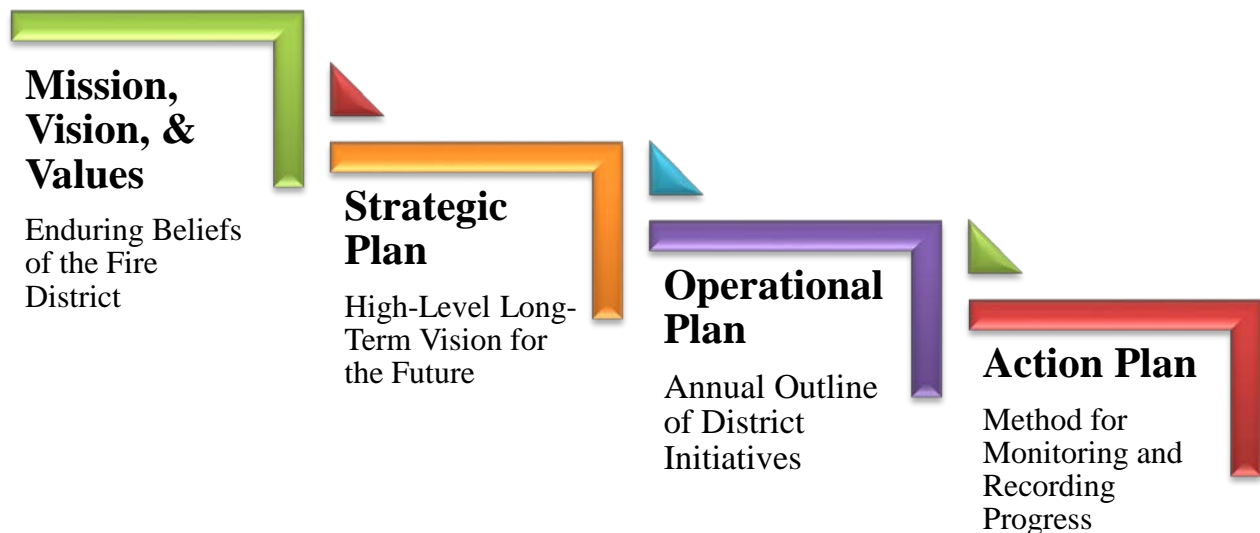 Mission,
Vision, &
Values
Enduring Beliefs
of the Fire
District
Strategic
Plan
High-Level Long-
Term Vision for
the Future
Operational
Plan
Annual Outline
of District
Initiatives
Action Plan
Method for
Monitoring and
Recording
Progress